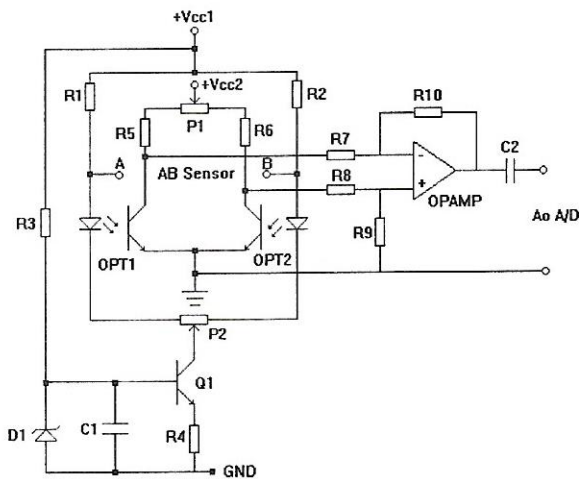 +Vcc1
R1
+Vcc2
R2
R10
R5
P1
R6
R7
C2
A
AB Sensor
B
R8
-
+
OPAMP
R3
R9
Ao A/D
OPT1
OPT2
P2
Q1
D1
C1
R4
GND